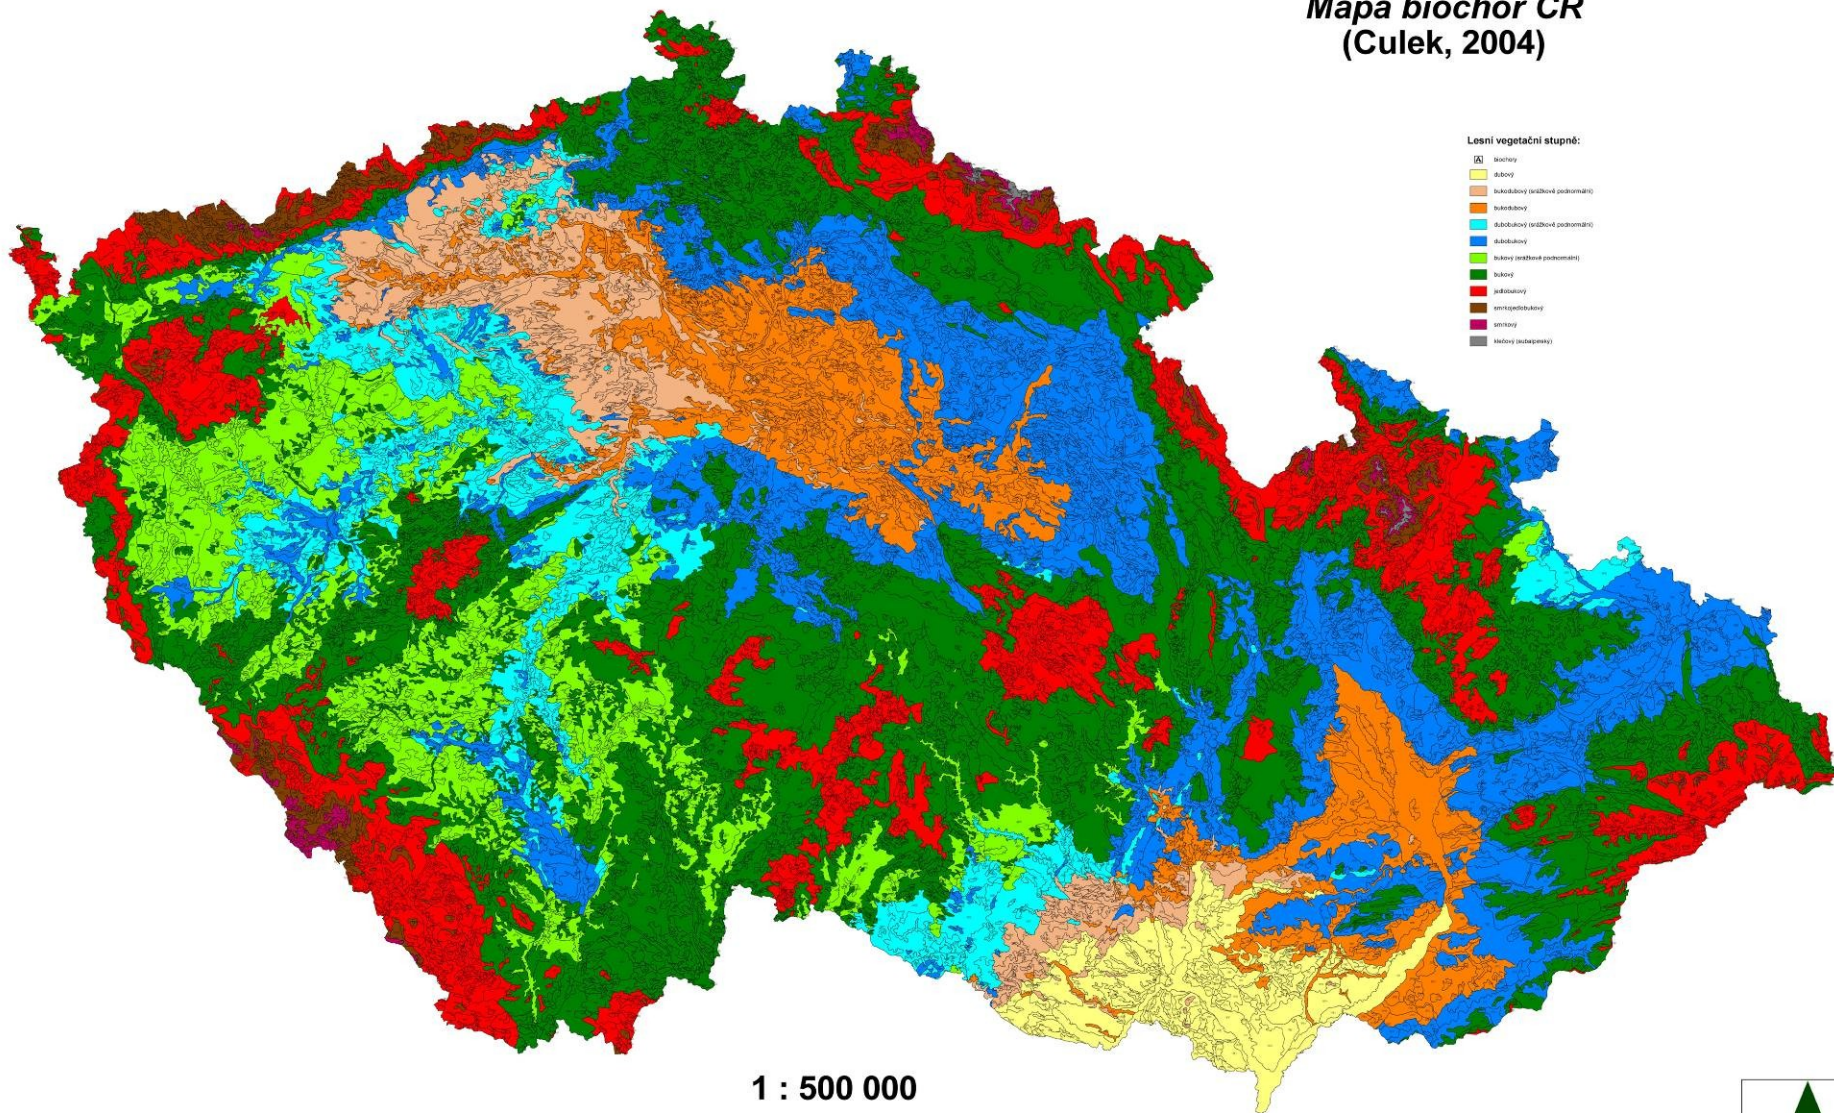 Mapa biochor ČR
(Culek, 2004)
Lesní vegetační stupně:
biochory
dubový
bukodubový (srážkově podnormální)
bukodubový
dubobukový (srážkově podnormální)
dubobukový
bukový (srážkově podnormální)
bukový
jedlobukový
smrkojedlobukový
smrkový
klečový (subalpinský)
1 : 500 000